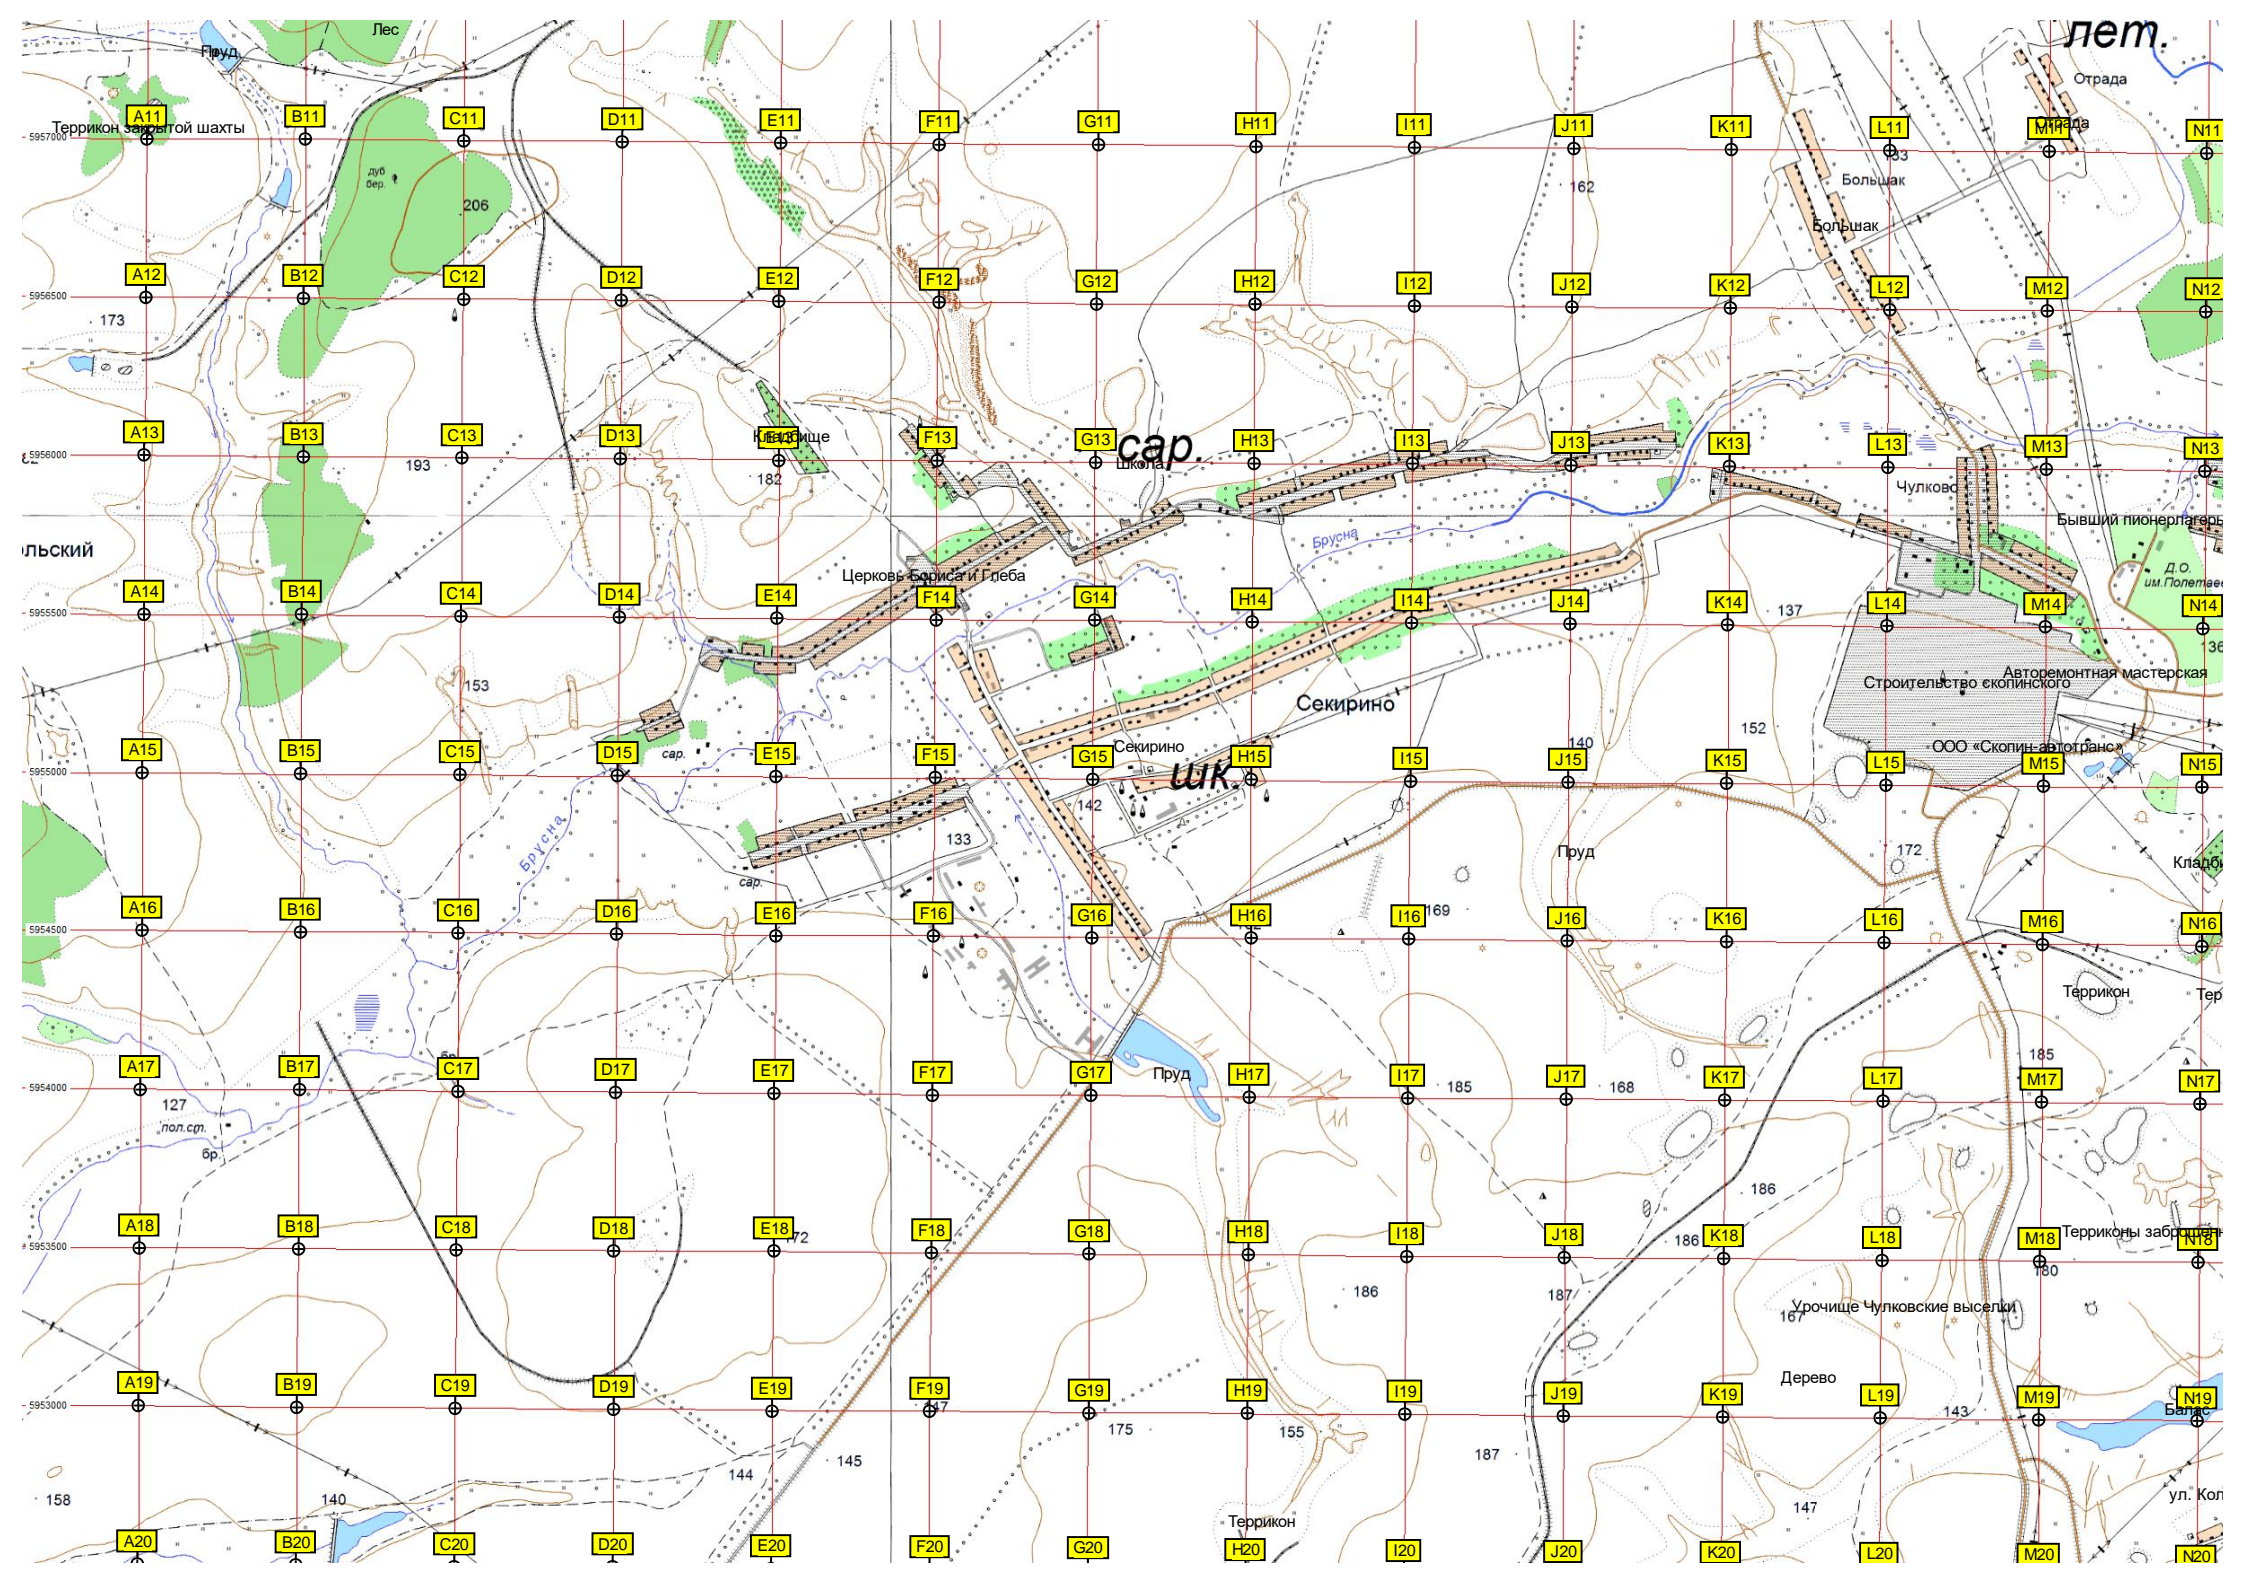 лет.
Лес
Пруд
Отрада
A11 B11 C11 D11 E11 F11 G11 H11 I11 J11 K11 L11 M11 N11
Террикон закрытой шахты
Отрада
5957000
дуб
бер.
206
162
Большак
Большак
A12 B12 C12 D12 E12 F12 G12 H12 I12 J12 K12 L12 M12 N12
5956500
173
A13 B13 C13 D13 E13 F13 G13 H13 I13 J13 K13 L13 M13 N13
Кладбище
сар.
Школа
5956000
193
182
Чулково
Бывший пионерлагерь
Брусна
ольский
Церковь Бориса и Глеба
Д.О.
им.Полетаев
A14 B14 C14 D14 E14 F14 G14 H14 I14 J14 K14 L14 M14 N14
5955500
137
136
153
Авторемонтная мастерская
Строительство скопинского
Секирино
152
140
сар.
Секирино
ООО «Скопин-автотранс»
A15 B15 C15 D15 E15 F15 G15 H15 I15 J15 K15 L15 M15 N15
5955000
шк.
142
Брусна
133
Пруд
172
Кладби
сар.
A16 B16 C16 D16 E16 F16 G16 H16 I16 J16 K16 L16 M16 N16
5954500
169
Террикон
Тер
бр.
185
A17 B17 C17 D17 E17 F17 G17 H17 I17 J17 K17 L17 M17 N17
5954000
Пруд
185
168
127
пол.ст.
бр.
186
A18 B18 C18 D18 E18 F18 G18 H18 I18 J18 K18 L18 M18 N18
Терриконы заброшенн
5953500
172
186
180
186
187
Урочище Чулковские выселки
167
Дерево
A19 B19 C19 D19 E19 F19 G19 H19 I19 J19 K19 L19 M19 N19
5953000
147
143
Балас
175
155
187
144
145
158
140
147
ул. Кол
Террикон
A20 B20 C20 D20 E20 F20 G20 H20 I20 J20 K20 L20 M20 N20